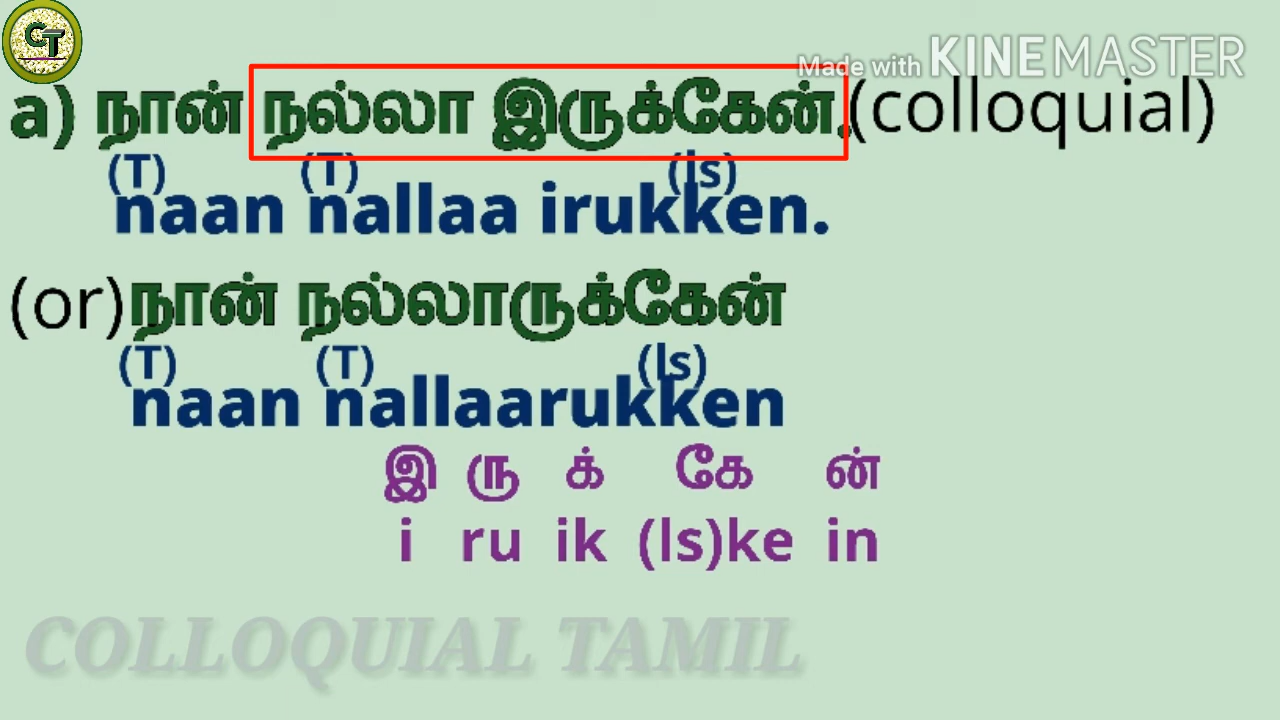 CT
Made with KINEMASTER
a) நான் நல்லா இருக்கேன்.(colloquial)
(T) (T) (ls)
naan nallaa irukken.
(or)நான் நல்லாருக்கேன்
(T) (T) (ls)
naan nallaarukken
இ ரு க் கே ன்
i ru ik (ls)ke in
COLLOQUIAL TAMIL